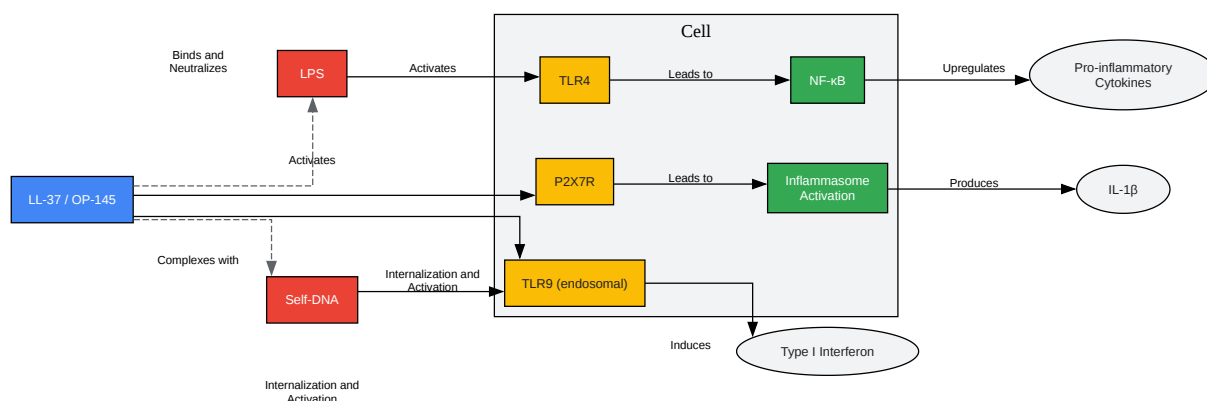 Cell
Binds and
Neutralizes
LPS
Activates
TLR4
Leads to
NF-κB
Upregulates
Pro-inflammatory
Cytokines
Activates
LL-37 / OP-145
P2X7R
Leads to
Inflammasome
Activation
Produces
IL-1β
Complexes with
Self-DNA
Internalization and
Activation
TLR9 (endosomal)
Induces
Type I Interferon
Internalization and
Activation